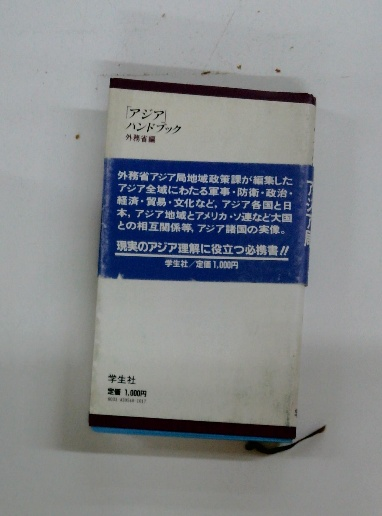 「アジア」
ハンドブック
外務省編
外務省アジア局地域政策課が編集した
アジア全域にわたる軍事・防衛・政治・
経済・貿易・文化など，アジア各国と日
本，アジア地域とアメリカ・ソ連など大国
との相互関係等，アジア諸国の実像。
現実のアジア理解に役立つ必携書!!
学生社／定価1,000円
学生社
定価 1,000円